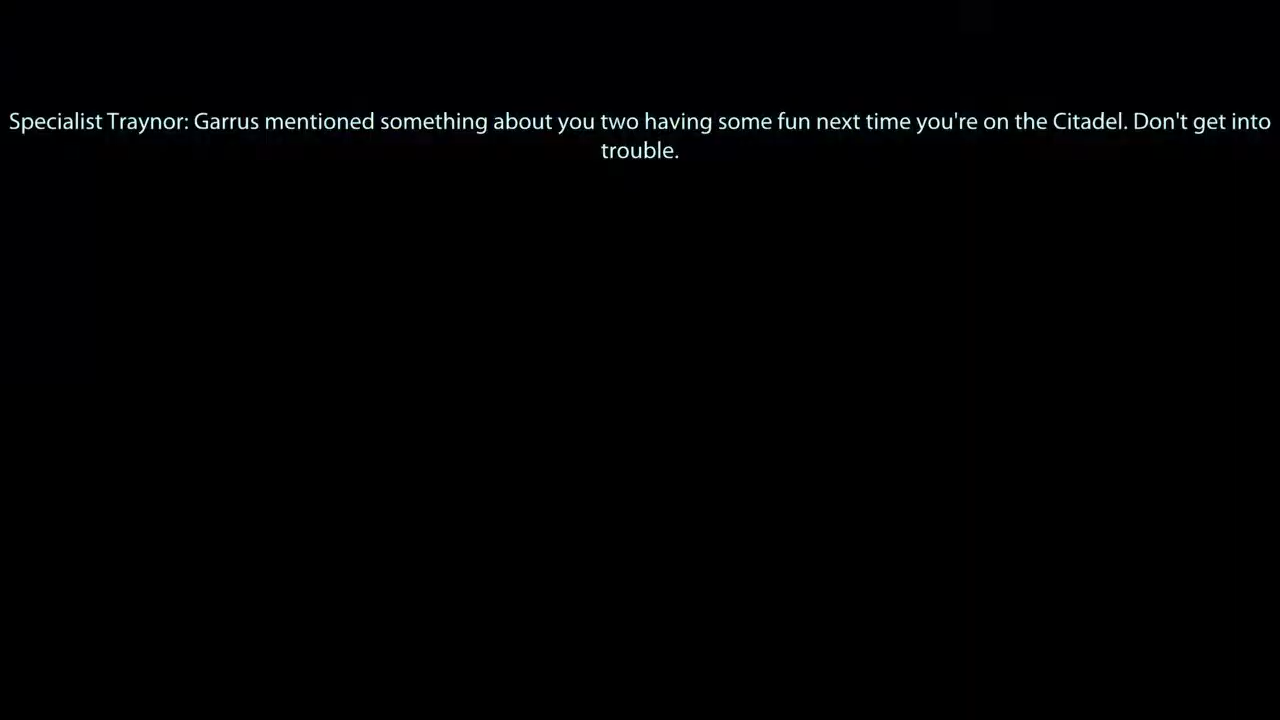 Specialist Traynor: Garrus mentioned something about you two having some fun next time you're on the Citadel. Don't get into
trouble.